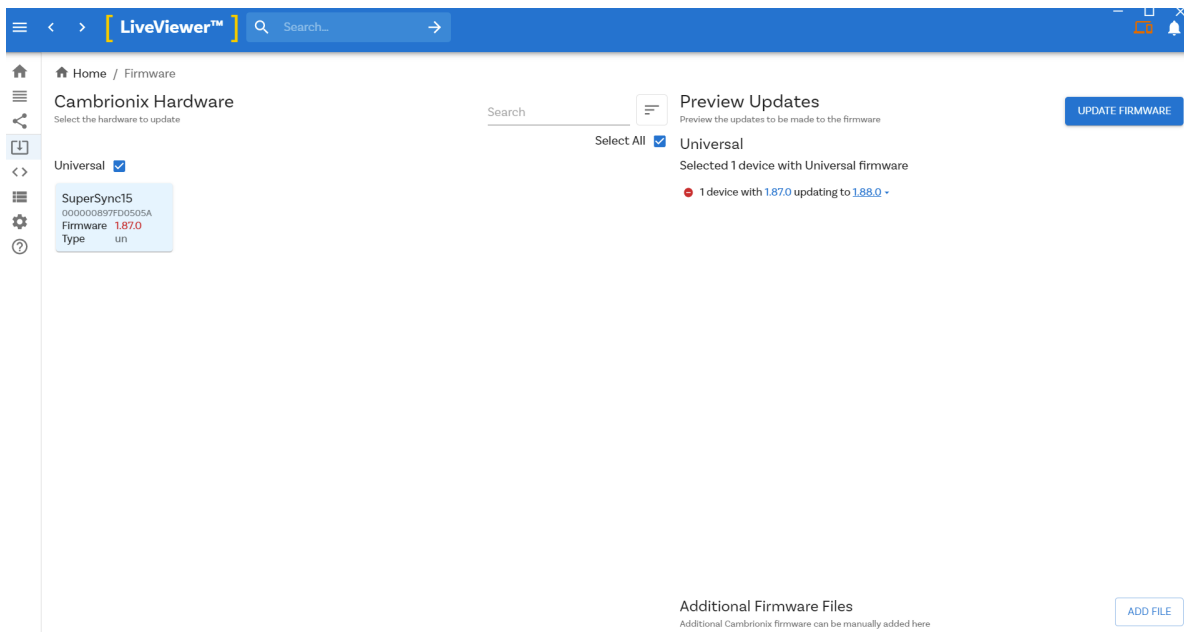 [ LiveViewer™ ] Search...
Home / Firmware
Cambrionix Hardware
Select the hardware to update
Search
Select All
Universal
SuperSync15
000000897FD0505A
Firmware 1.87.0
Type un
Preview Updates
Preview the updates to be made to the firmware
UPDATE FIRMWARE
Universal
Selected 1 device with Universal firmware
1 device with 1.87.0 updating to 1.88.0
Additional Firmware Files
Additional Cambrionix firmware can be manually added here
ADD FILE